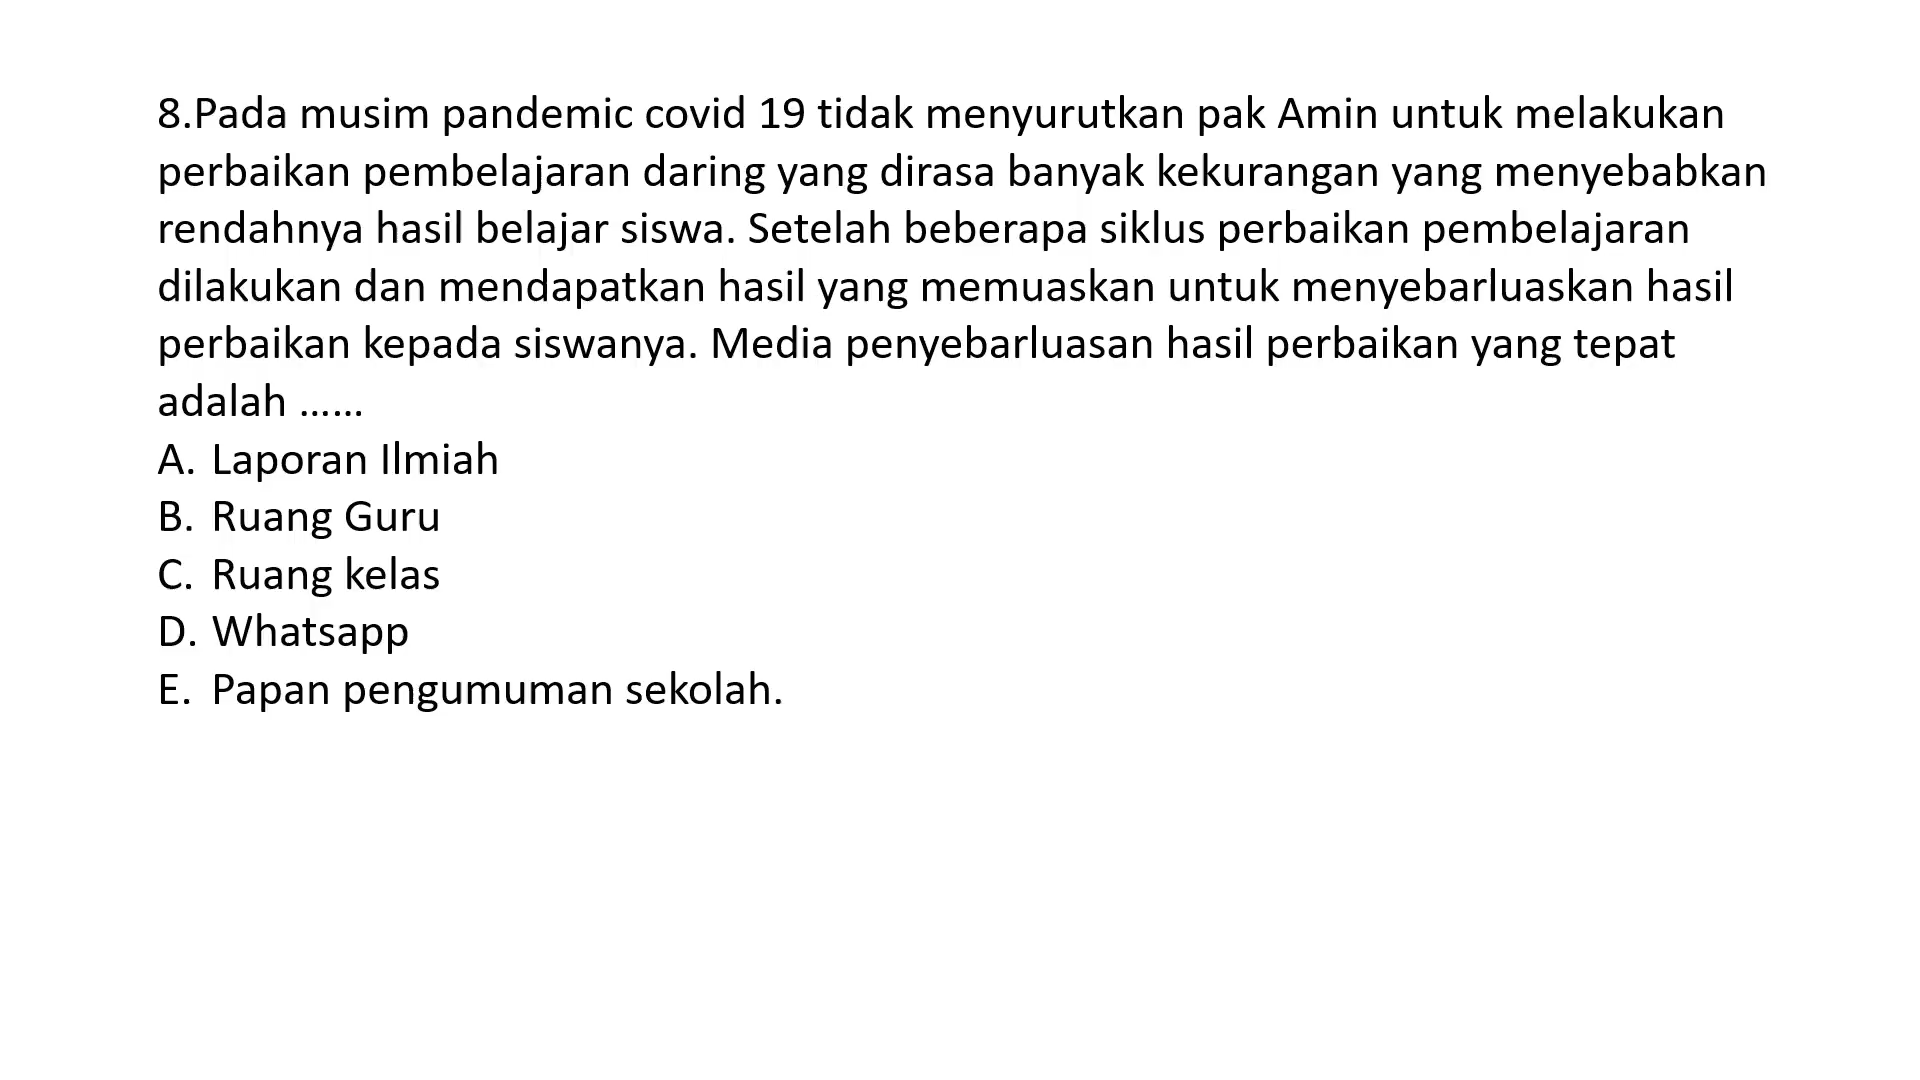 8.Pada musim pandemic covid 19 tidak menyurutkan pak Amin untuk melakukan
perbaikan pembelajaran daring yang dirasa banyak kekurangan yang menyebabkan
rendahnya hasil belajar siswa. Setelah beberapa siklus perbaikan pembelajaran
dilakukan dan mendapatkan hasil yang memuaskan untuk menyebarluaskan hasil
perbaikan kepada siswanya. Media penyebarluasan hasil perbaikan yang tepat
adalah ......
A. Laporan Ilmiah
B. Ruang Guru
C. Ruang kelas
D. Whatsapp
E. Papan pengumuman sekolah.